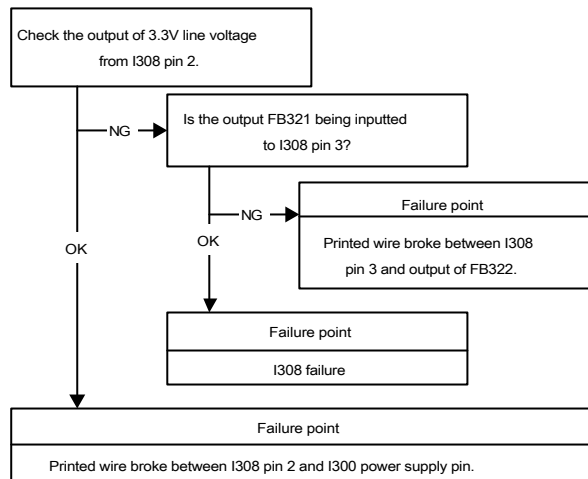 Check the output of 3.3V line voltage
from I308 pin 2.
NG
Is the output FB321 being inputted
to I308 pin 3?
NG
Failure point
Printed wire broke between I308
pin 3 and output of FB322.
OK
OK
Failure point
I308 failure
Failure point
Printed wire broke between I308 pin 2 and I300 power supply pin.